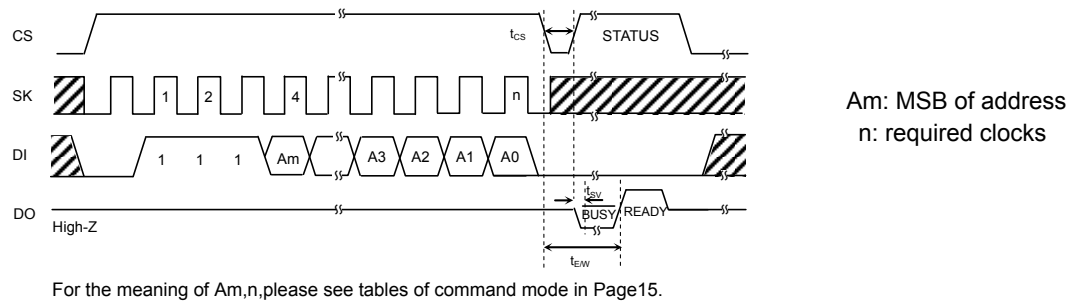 CS
tCS
STATUS
SK
1
2
4
n
DI
1 1 1
Am
A3
A2
A1
A0
tSV
DO
BUSY
READY
High-Z
tE/W
Am: MSB of address
n: required clocks
For the meaning of Am,n,please see tables of command mode in Page15.